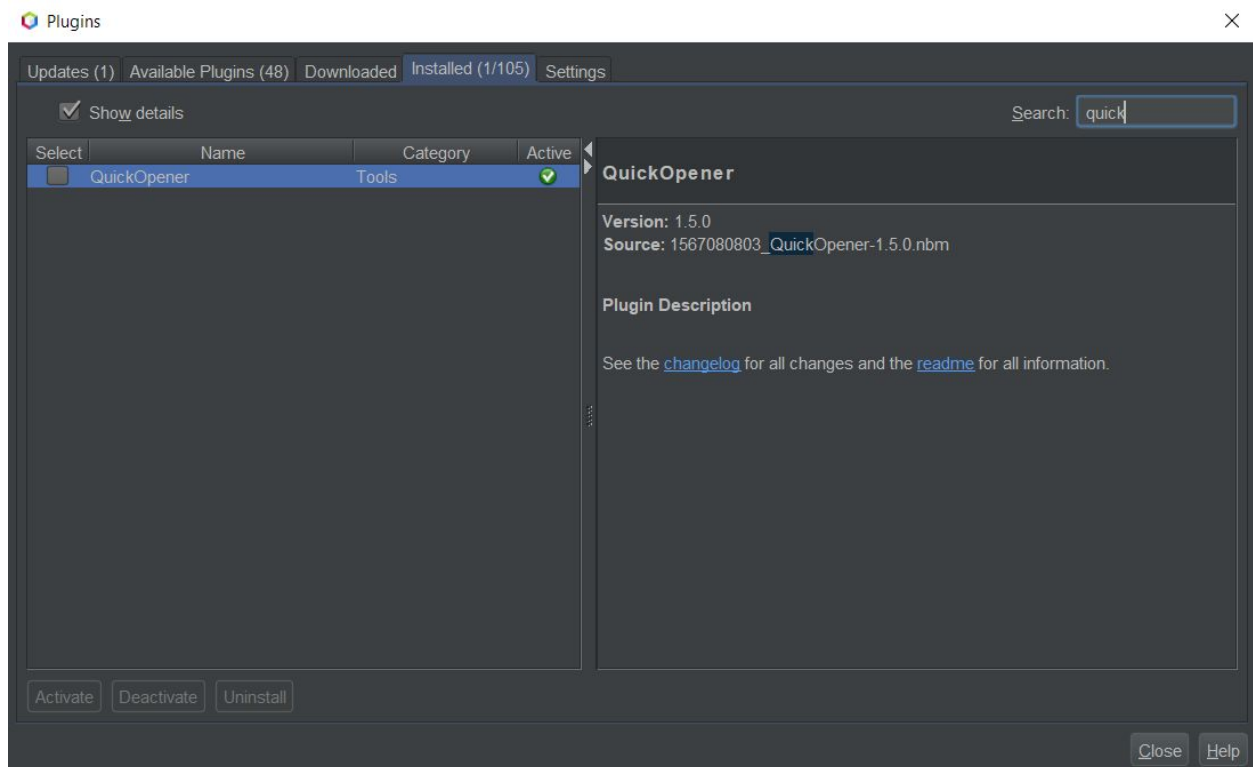 Plugins
Updates (1) Available Plugins (48) Downloaded Installed (1/105) Settings
Show details Search: quick
Select Name Category Active
QuickOpener Tools
QuickOpener
Version: 1.5.0
Source: 1567080803_QuickOpener-1.5.0.nbm
Plugin Description
See the changelog for all changes and the readme for all information.
Activate Deactivate Uninstall
Close Help